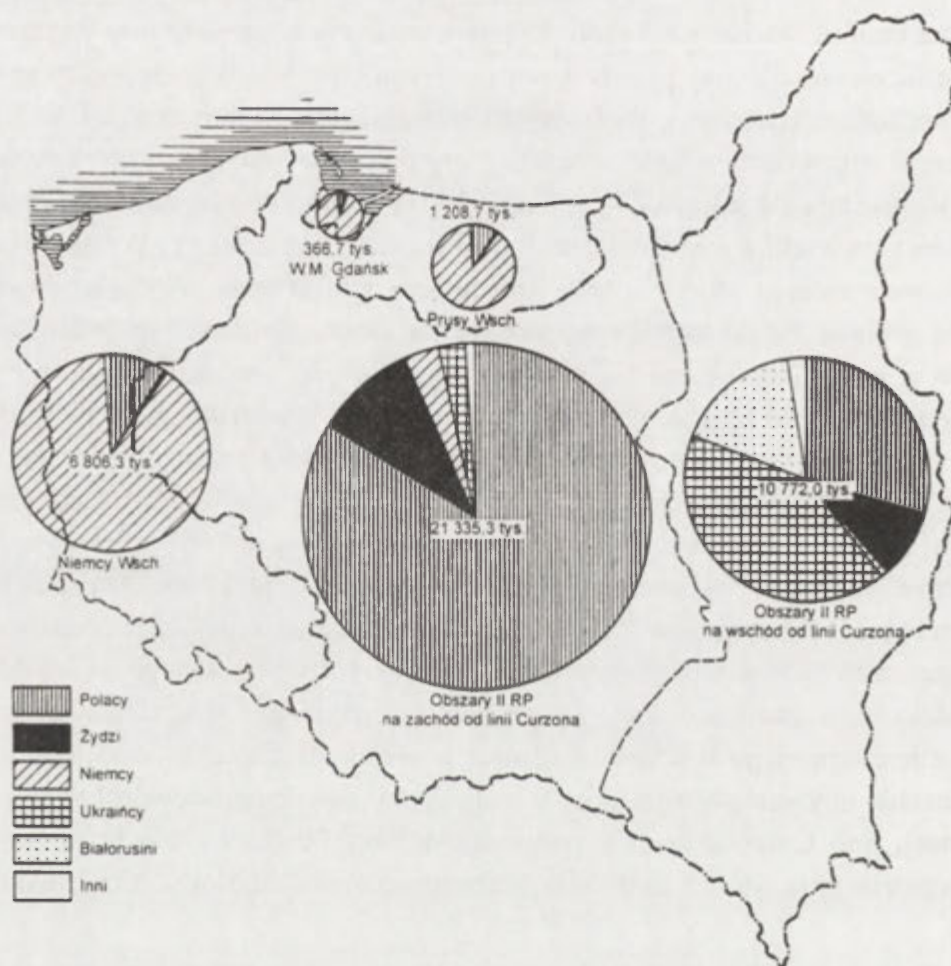 366,7 tys.
W.M. Gdańsk
1 208,7 tys.
Prusy Wsch.
6 806,3 tys.
Niemcy Wsch.
21 335,3 tys.
Obszary II RP
na zachód od linii Curzona
10 772,0 tys.
Obszary II RP
na wschód od linii Curzona
Polacy
Żydzi
Niemcy
Ukraińcy
Białorusini
Inni